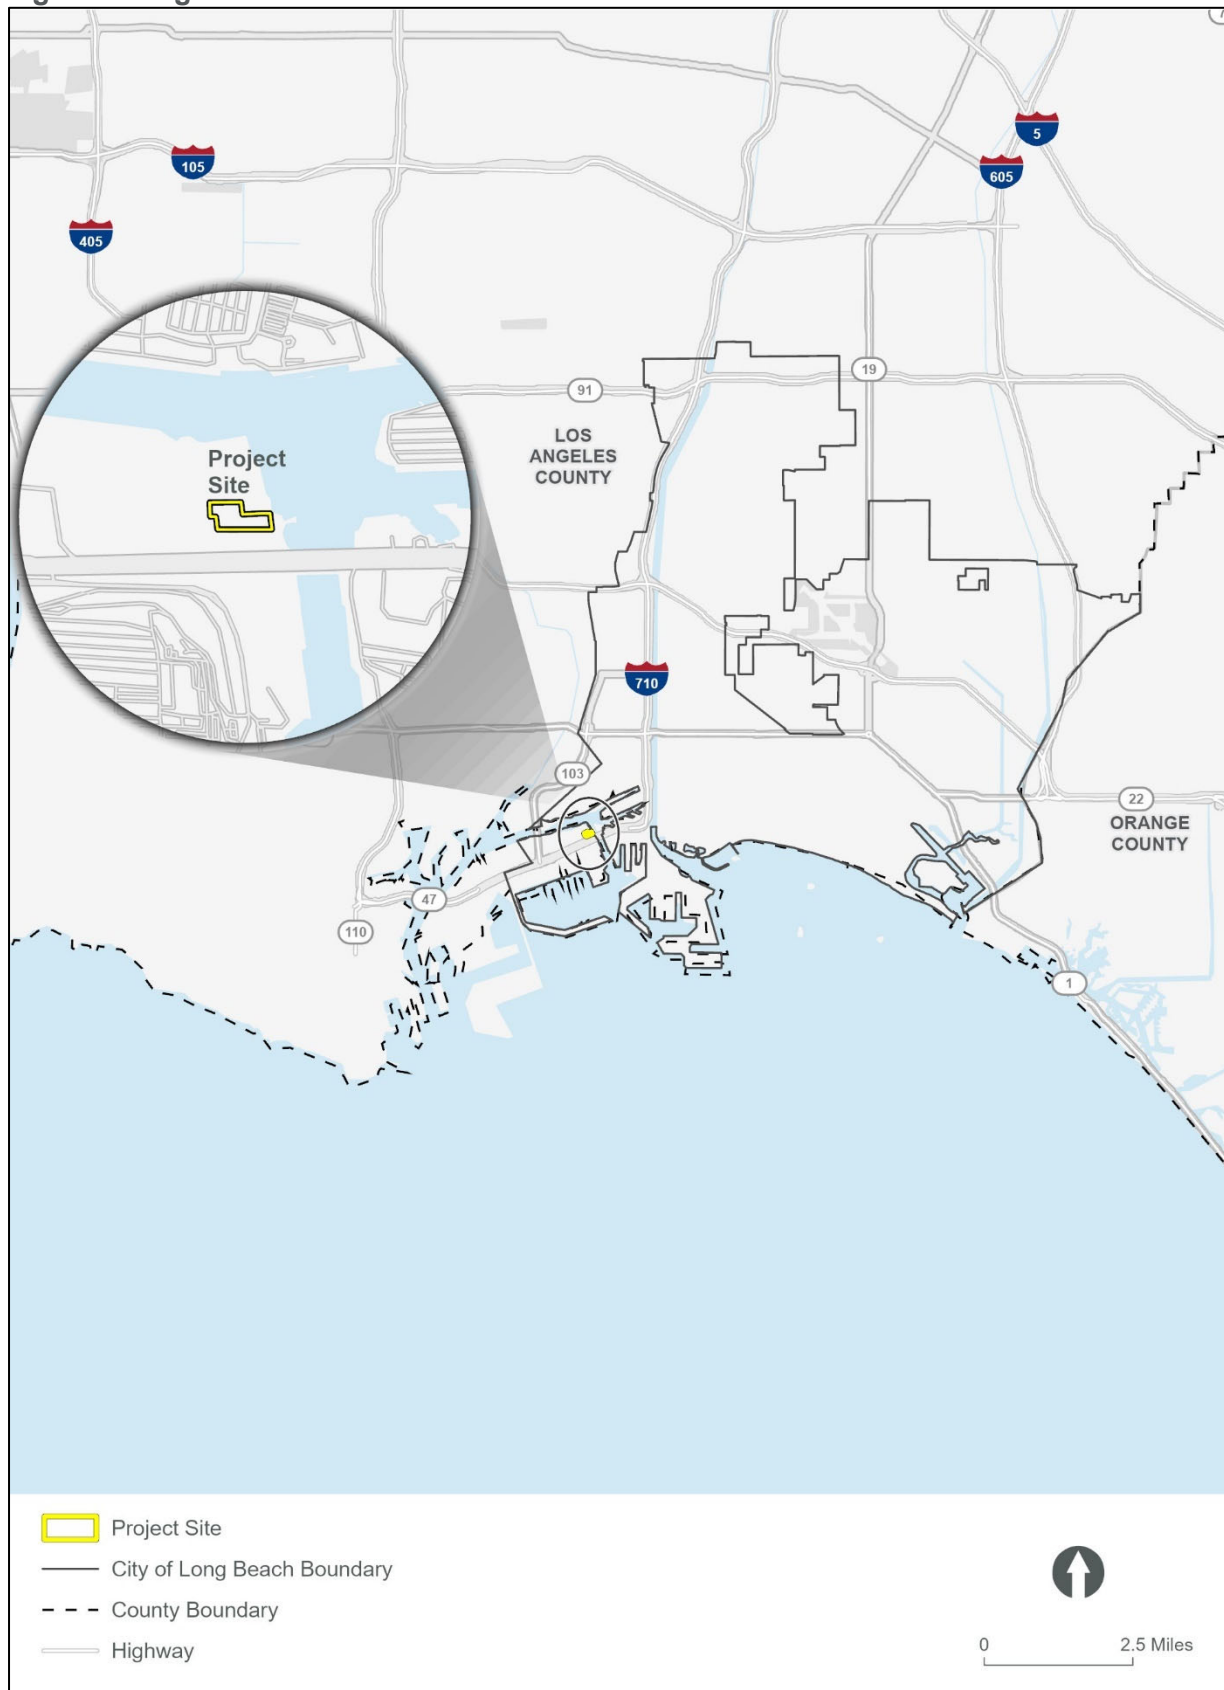 5
105
605
405
91
19
LOS
ANGELES
COUNTY
Project
Site
710
103
22
ORANGE
COUNTY
47
110
1
Project Site
City of Long Beach Boundary
County Boundary
Highway
0 2.5 Miles